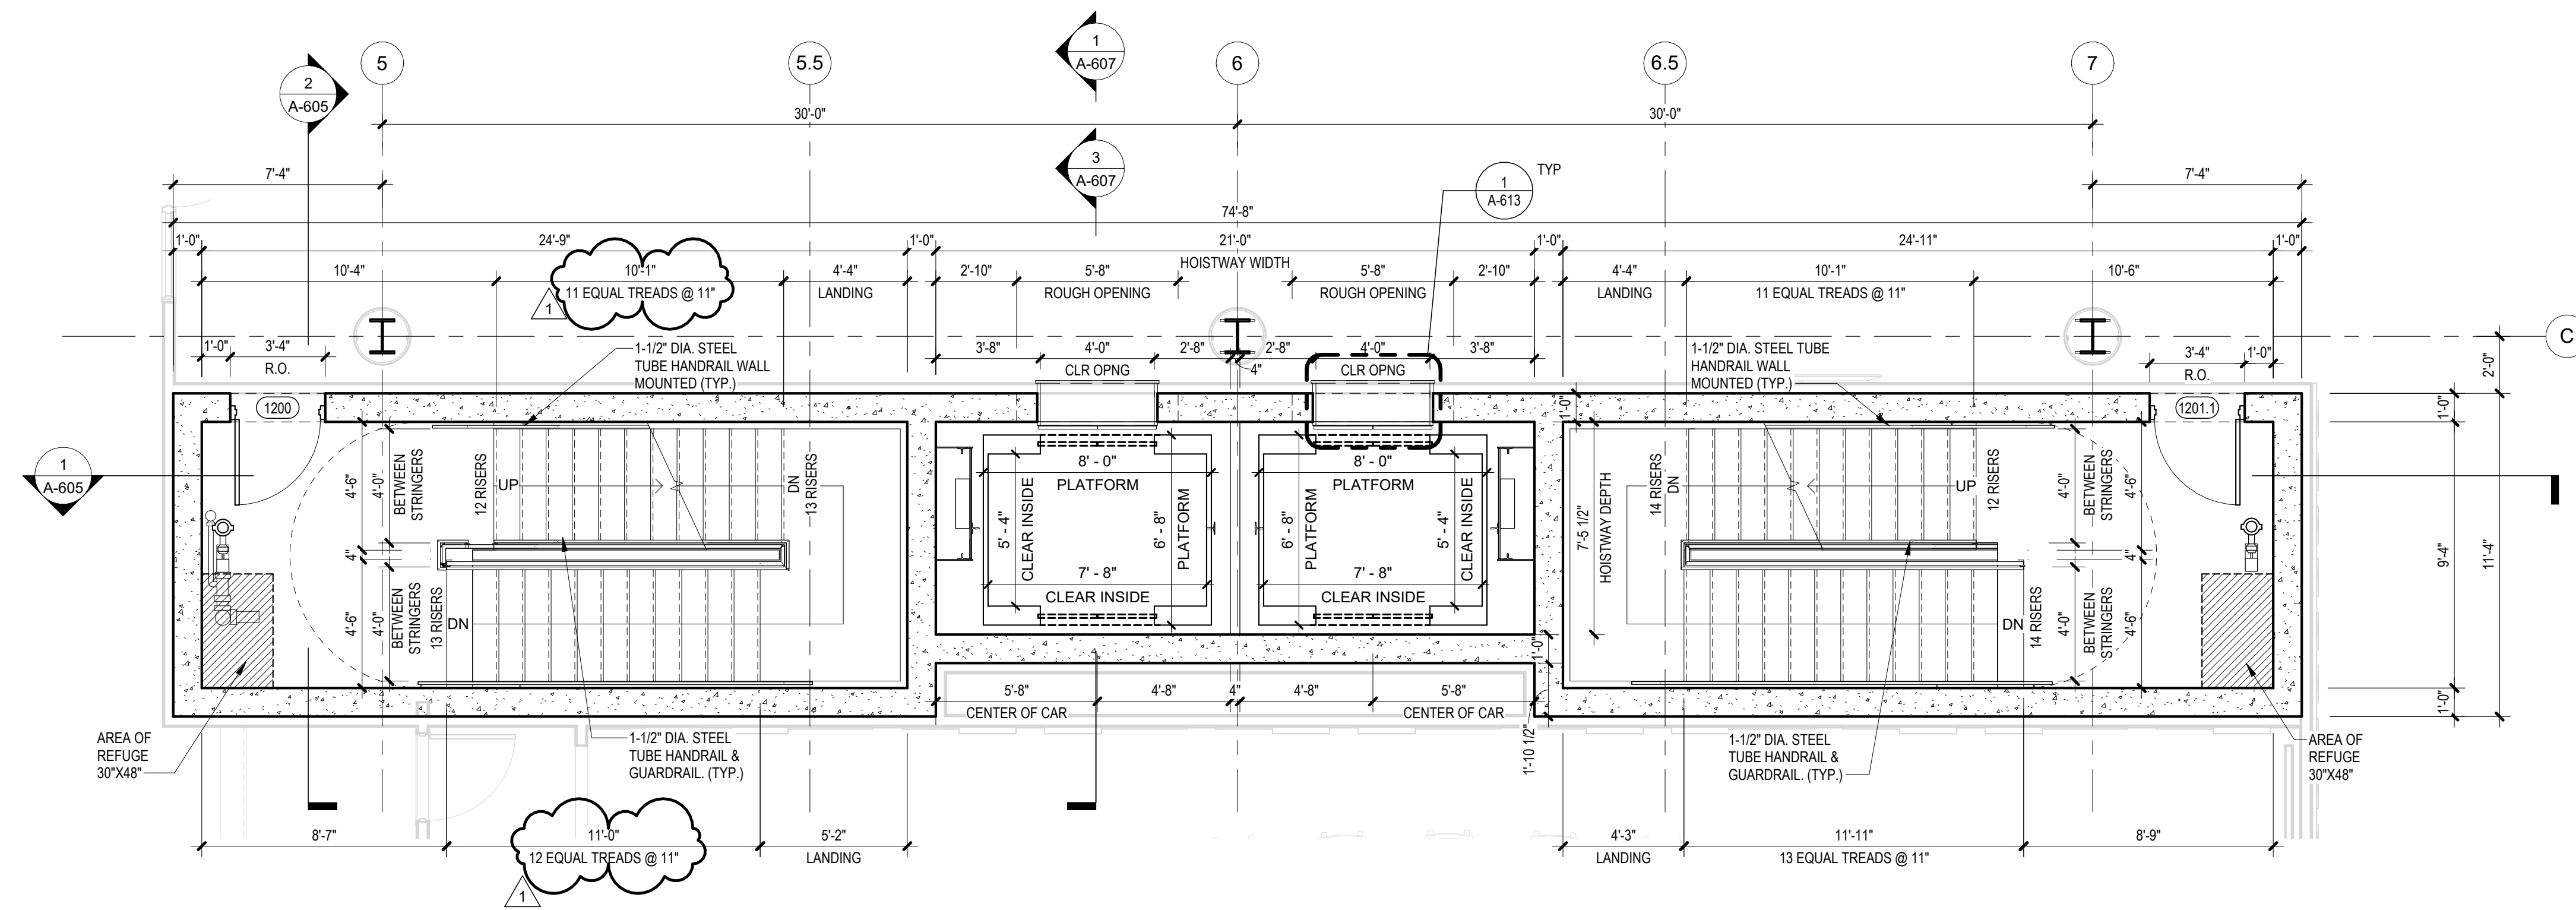 5
5.5
6
6.5
7
2
A-605
1
A-607
3
A-607
1
A-613
TYP
30'-0"
30'-0"
7'-4"
7'-4"
74'-8"
1'-0"
24'-9"
1'-0"
21'-0"
HOISTWAY WIDTH
1'-0"
24'-11"
1'-0"
10'-4"
10'-1"
11 EQUAL TREADS @ 11"
1
4'-4"
LANDING
2'-10"
5'-8"
ROUGH OPENING
5'-8"
ROUGH OPENING
2'-10"
4'-4"
LANDING
10'-1"
11 EQUAL TREADS @ 11"
10'-6"
C
1'-0"
3'-4"
R.O.
1-1/2" DIA. STEEL
TUBE HANDRAIL WALL
MOUNTED (TYP.)
3'-8"
4'-0"
CLR OPNG
2'-8"
4"
2'-8"
4'-0"
CLR OPNG
3'-8"
1-1/2" DIA. STEEL TUBE
HANDRAIL WALL
MOUNTED (TYP.)
3'-4"
R.O.
1'-0"
2'-0"
1200
1201.1
1'-0"
1'-0"
1
A-605
4'-6"
4'-0"
BETWEEN
STRINGERS
12 RISERS
UP
DN
13 RISERS
4"
4'-6"
4'-0"
BETWEEN
STRINGERS
13 RISERS
DN
8' - 0"
PLATFORM
5' - 4"
CLEAR INSIDE
6' - 8"
PLATFORM
7' - 8"
CLEAR INSIDE
8' - 0"
PLATFORM
6' - 8"
PLATFORM
5' - 4"
CLEAR INSIDE
7' - 8"
CLEAR INSIDE
7'-5 1/2"
HOISTWAY DEPTH
14 RISERS
DN
UP
12 RISERS
4'-0"
BETWEEN
STRINGERS
4'-6"
4"
DN
14 RISERS
4'-0"
BETWEEN
STRINGERS
4'-6"
9'-4"
11'-4"
1'-0"
1'-0"
5'-8"
CENTER OF CAR
4'-8"
4"
4'-8"
5'-8"
CENTER OF CAR
1'-10 1/2"
AREA OF
REFUGE
30"X48"
1-1/2" DIA. STEEL
TUBE HANDRAIL &
GUARDRAIL. (TYP.)
1-1/2" DIA. STEEL
TUBE HANDRAIL &
GUARDRAIL. (TYP.)
AREA OF
REFUGE
30"X48"
8'-7"
11'-0"
12 EQUAL TREADS @ 11"
1
5'-2"
LANDING
4'-3"
LANDING
11'-11"
13 EQUAL TREADS @ 11"
8'-9"